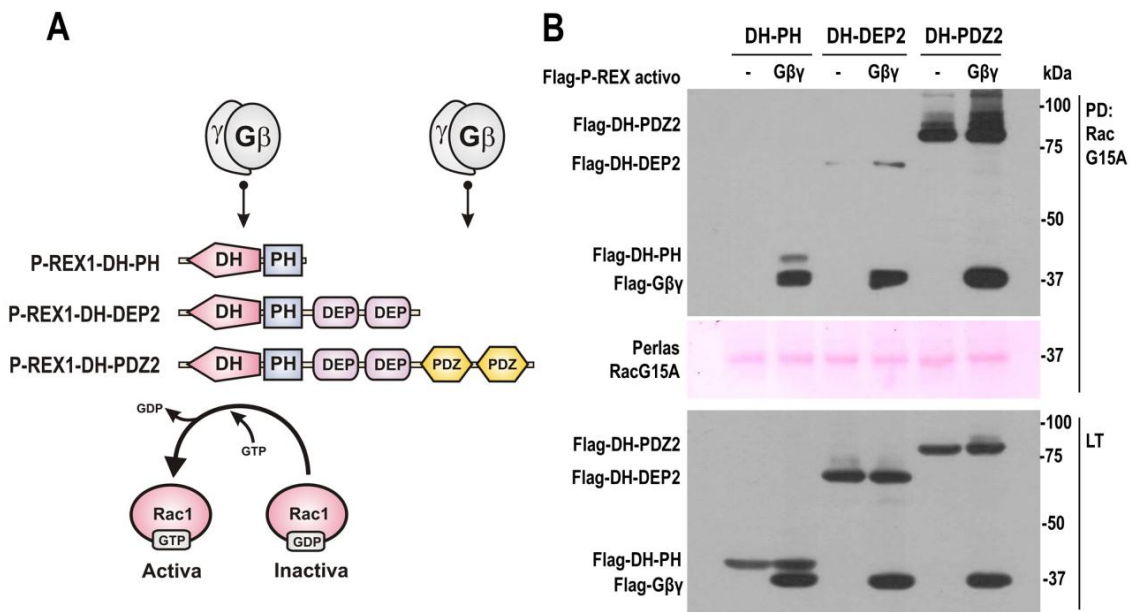 A
γ Gβ
γ Gβ
P-REX1-DH-PH
DH PH
P-REX1-DH-DEP2
DH PH DEP DEP
P-REX1-DH-PDZ2
DH PH DEP DEP PDZ PDZ
GDP
GTP
Rac1
GTP
Activa
Rac1
GDP
Inactiva
B
DH-PH DH-DEP2 DH-PDZ2
Flag-P-REX activo - Gβγ - Gβγ - Gβγ kDa
Flag-DH-PDZ2
Flag-DH-DEP2
Flag-DH-PH
Flag-Gβγ
-100
-75
-50
-37
PD:
Rac
G15A
Perlas
RacG15A
-37
Flag-DH-PDZ2
Flag-DH-DEP2
Flag-DH-PH
Flag-Gβγ
-100
-75
-50
-37
LT